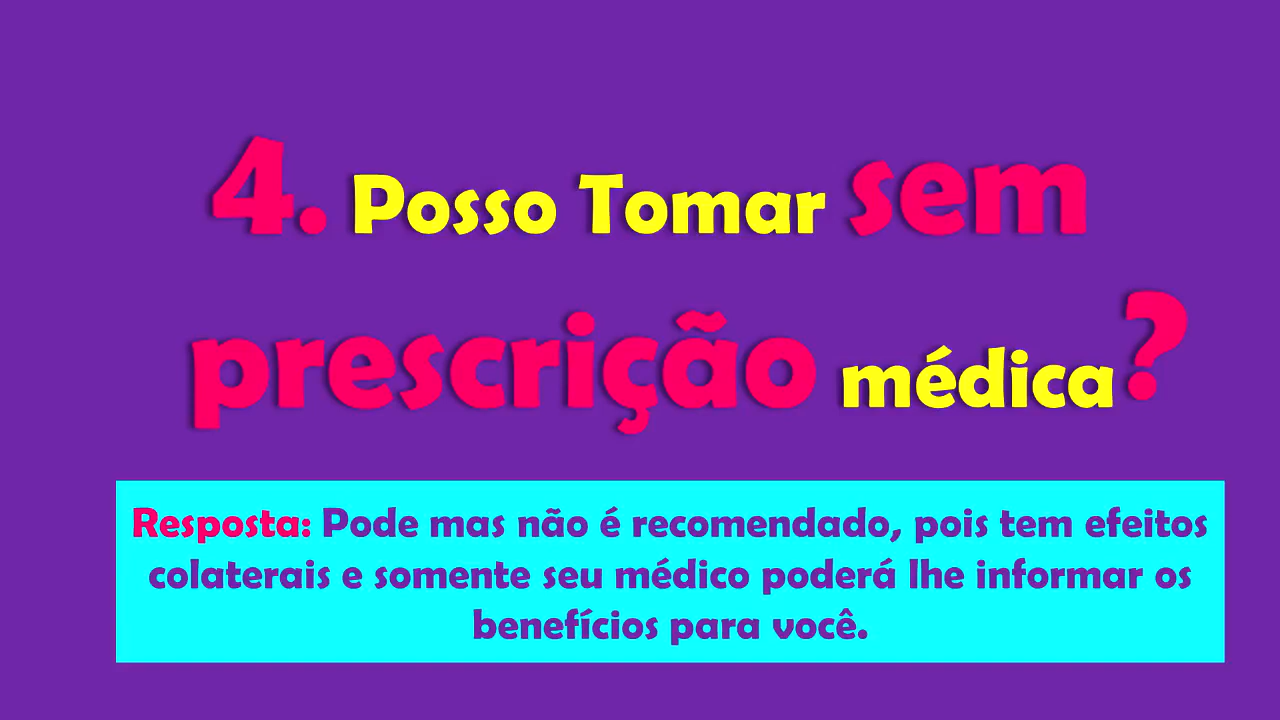 4. Posso Tomar sem
prescrição médica?
Resposta: Pode mas não é recomendado, pois tem efeitos
colaterais e somente seu médico poderá lhe informar os
benefícios para você.